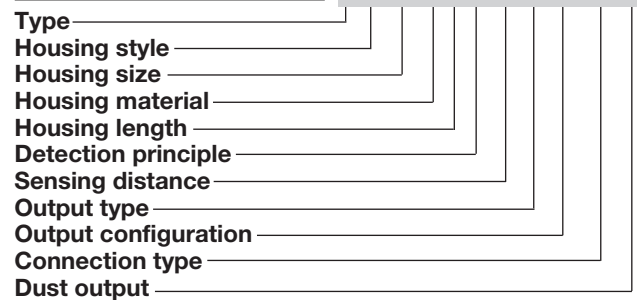 Type
Housing style
Housing size
Housing material
Housing length
Detection principle
Sensing distance
Output type
Output configuration
Connection type
Dust output